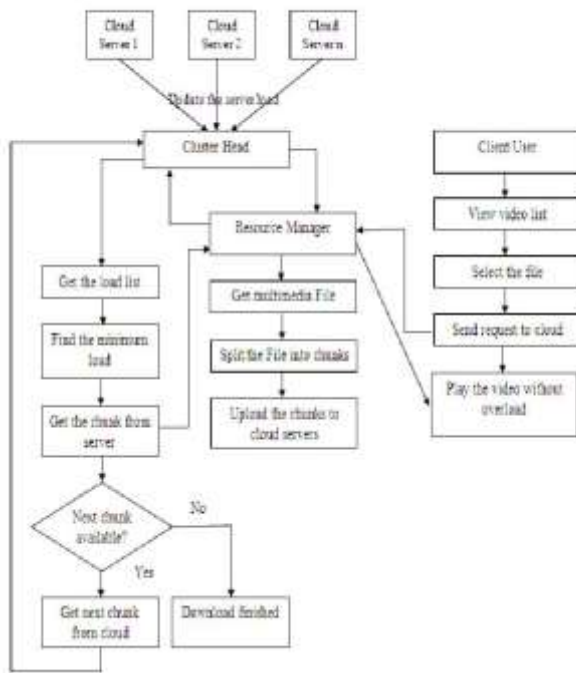 Cloud
Server 1
Cloud
Server 2
Cloud
Server n
Update the server load
Cluster Head
Client User
Resource Manager
View video list
Get the load list
Get multimedia File
Select the file
Find the minimum
load
Split the File into chunks
Send request to cloud
Get the chunk from
server
Upload the chunks to
cloud servers
Play the video without
overload
Next chunk
available?
No
Yes
Get next chunk
from cloud
Download finished